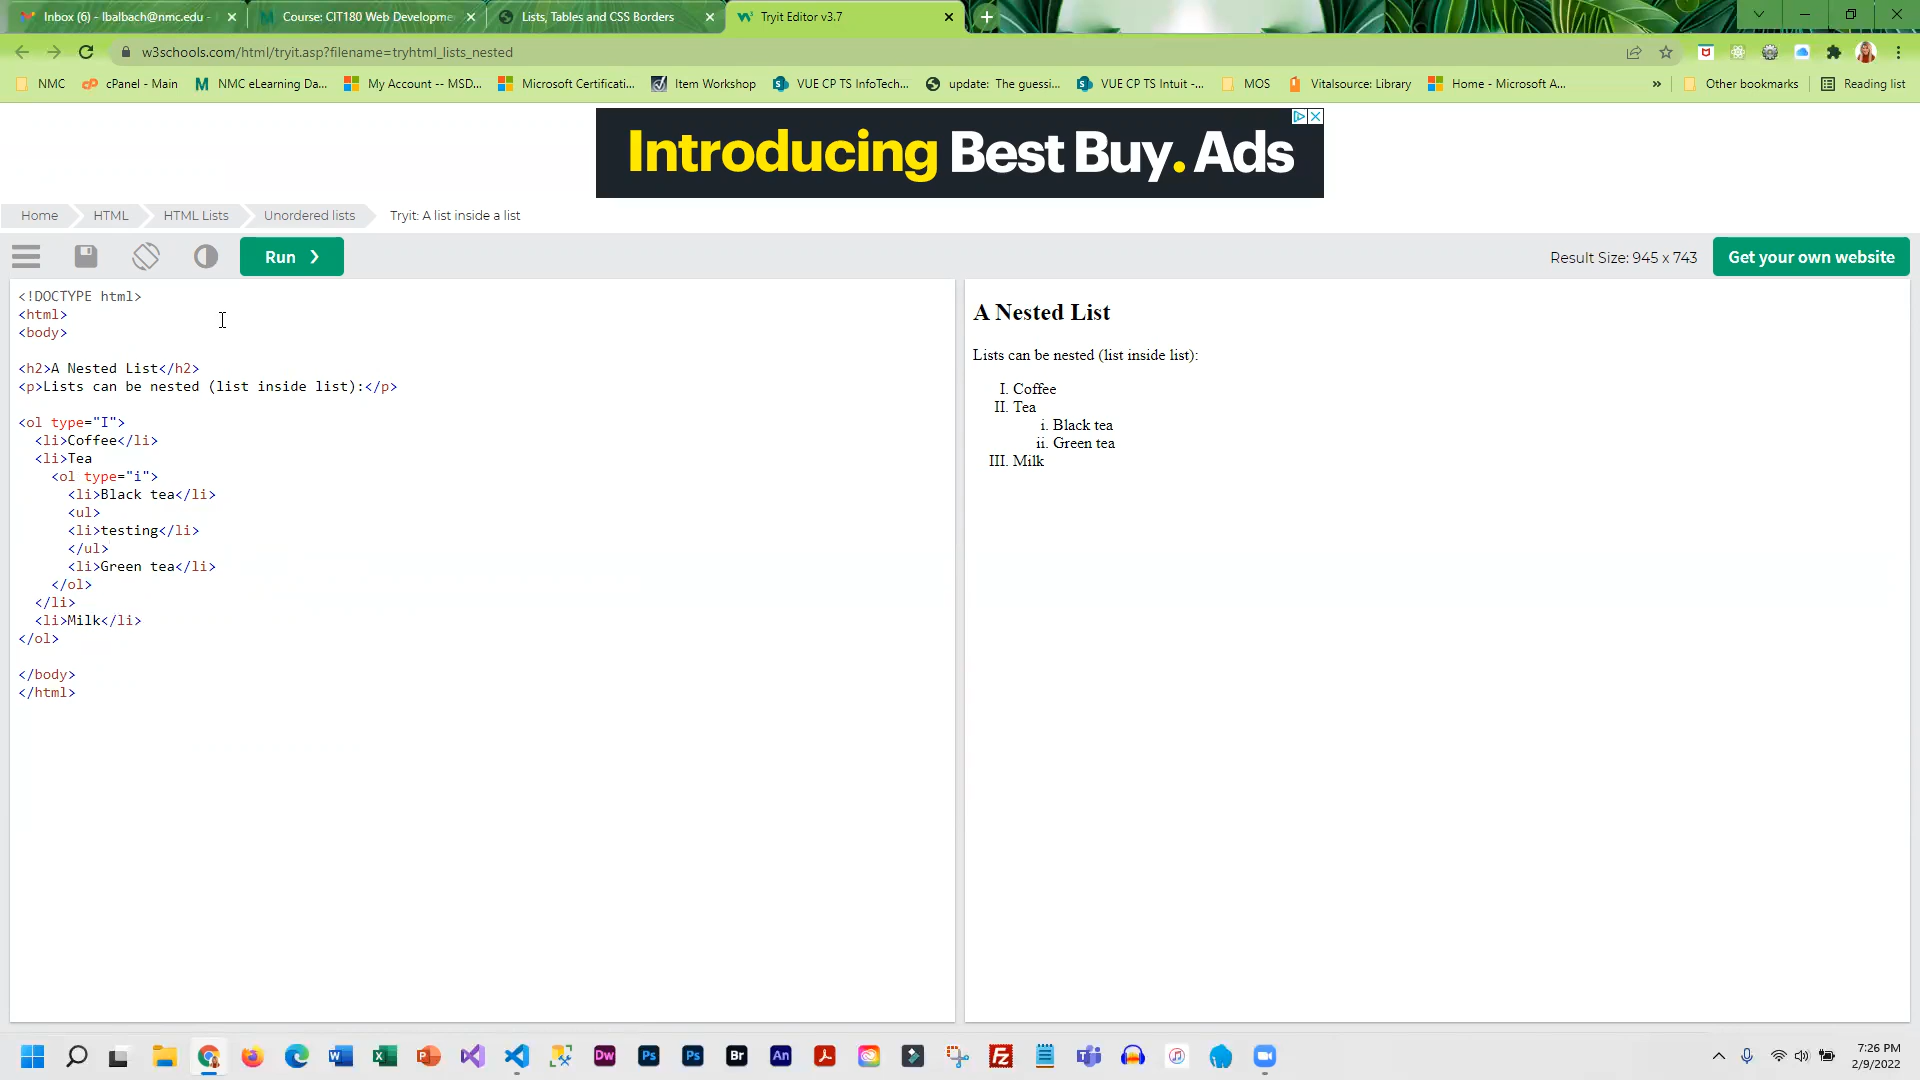 Inbox (6) - lbalbach@nmc.edu -
Course: CIT180 Web Developme
Lists, Tables and CSS Borders
Tryit Editor v3.7
w3schools.com/html/tryit.asp?filename=tryhtml_lists_nested
NMC
cPanel - Main
NMC eLearning Da...
My Account -- MSD...
Microsoft Certificati...
Item Workshop
VUE CP TS InfoTech...
update: The guessi...
VUE CP TS Intuit -...
MOS
Vitalsource: Library
Home - Microsoft A...
»
Other bookmarks
Reading list
Introducing Best Buy. Ads
Home
HTML
HTML Lists
Unordered lists
Tryit: A list inside a list
Run ❯
Result Size: 945 x 743
Get your own website
<!DOCTYPE html>
<html>
<body>
<h2>A Nested List</h2>
<p>Lists can be nested (list inside list):</p>
<ol type="I">
<li>Coffee</li>
<li>Tea
<ol type="i">
<li>Black tea</li>
<ul>
<li>testing</li>
</ul>
<li>Green tea</li>
</ol>
</li>
<li>Milk</li>
</ol>
</body>
</html>
A Nested List
Lists can be nested (list inside list):
I. Coffee
II. Tea
i. Black tea
ii. Green tea
III. Milk
Dw
Ps
Ps
Br
An
Fz
7:26 PM
2/9/2022